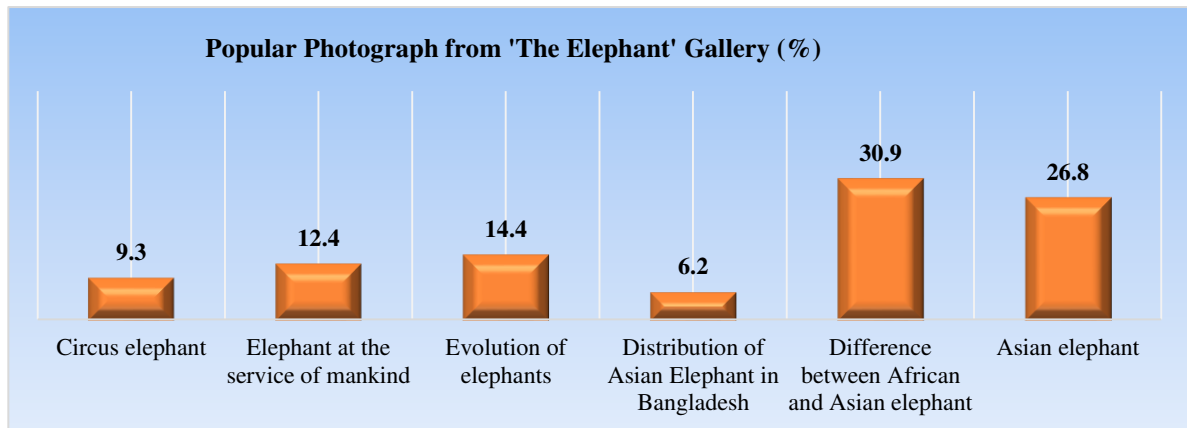 Popular Photograph from 'The Elephant' Gallery (%)
9.3
12.4
14.4
6.2
30.9
26.8
Circus elephant
Elephant at the
service of mankind
Evolution of
elephants
Distribution of
Asian Elephant in
Bangladesh
Difference
between African
and Asian elephant
Asian elephant